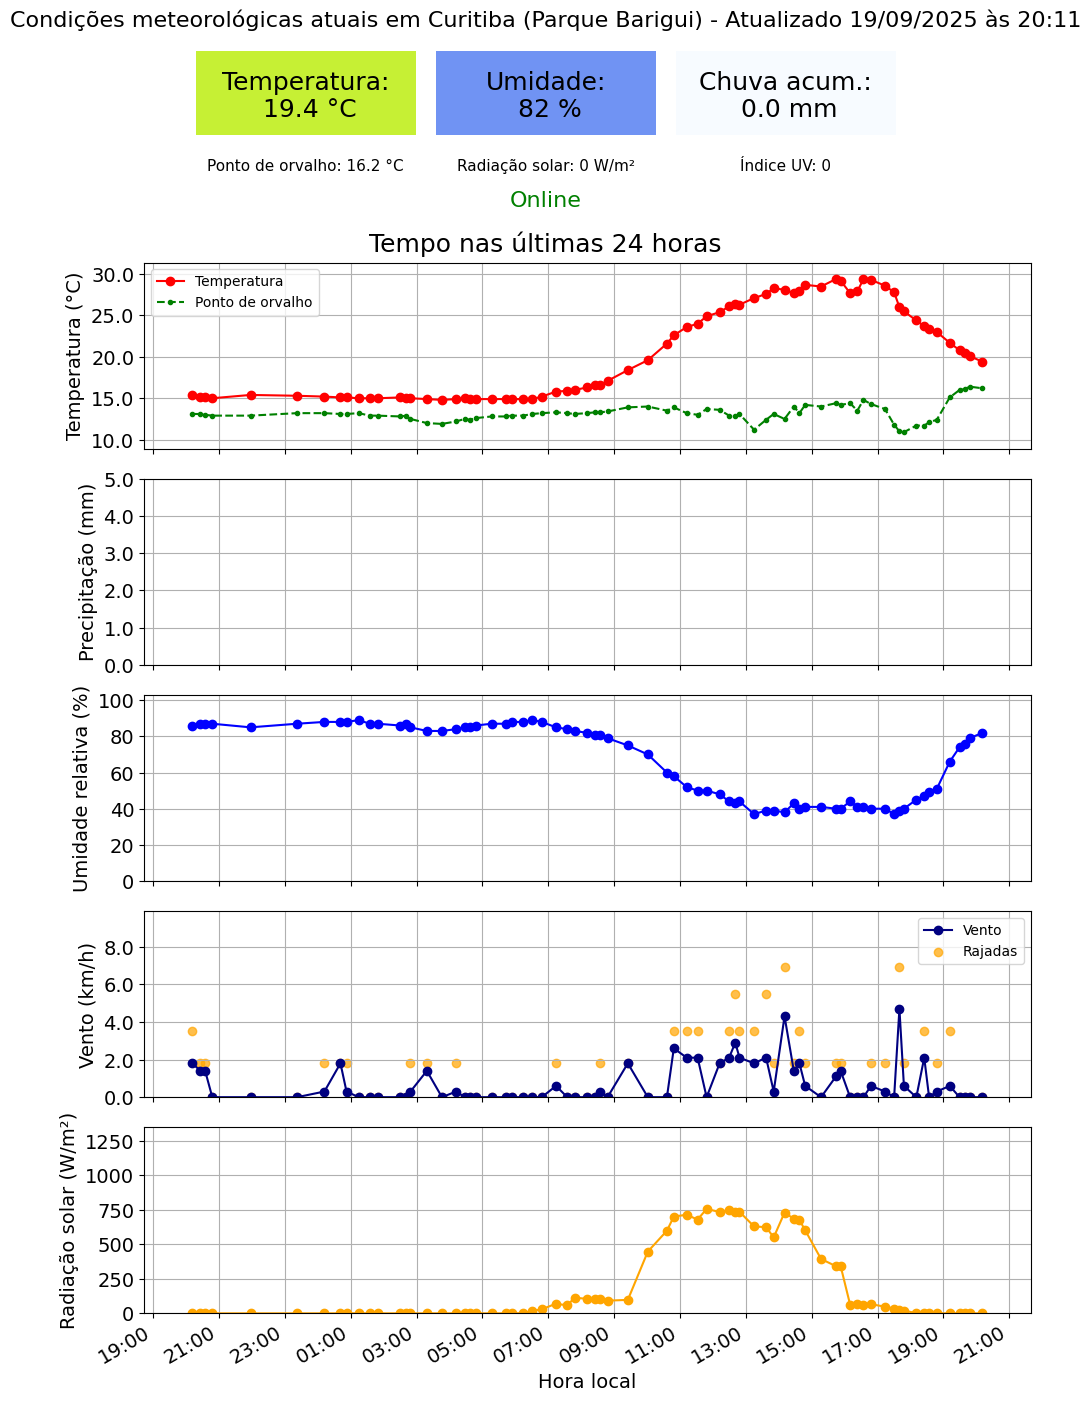 Condições meteorológicas atuais em Curitiba (Parque Barigui) - Atualizado 19/09/2025 às 20:11
Temperatura:
19.4 °C
Umidade:
82 %
Chuva acum.:
0.0 mm
Ponto de orvalho: 16.2 °C
Radiação solar: 0 W/m²
Índice UV: 0
Online
Tempo nas últimas 24 horas
Temperatura (°C)
30.0
25.0
20.0
15.0
10.0
Temperatura
Ponto de orvalho
Precipitação (mm)
5.0
4.0
3.0
2.0
1.0
0.0
Umidade relativa (%)
100
80
60
40
20
0
Vento (km/h)
8.0
6.0
4.0
2.0
0.0
Vento
Rajadas
Radiação solar (W/m²)
1250
1000
750
500
250
0
19:00
21:00
23:00
01:00
03:00
05:00
07:00
09:00
11:00
13:00
15:00
17:00
19:00
21:00
Hora local